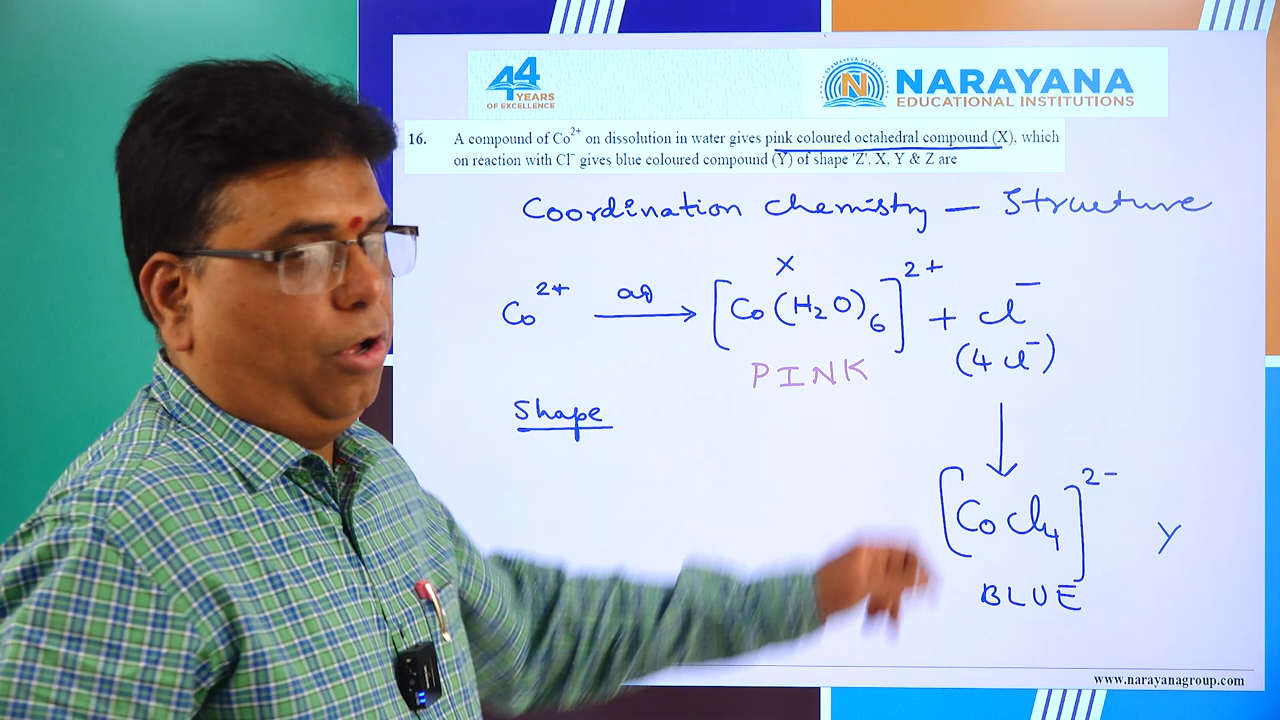 44
YEARS
OF EXCELLENCE
N
NARAYANA
EDUCATIONAL INSTITUTIONS
16. A compound of Co²⁺ on dissolution in water gives pink coloured octahedral compound (X), which
on reaction with Cl⁻ gives blue coloured compound (Y) of shape 'Z'. X, Y & Z are
Coordination chemistry – Structure
X
Co²⁺ aq → [Co(H₂O)₆]²⁺ + Cl⁻
PINK (4Cl⁻)
Shape
↓
[CoCl₄]²⁻ Y
BLUE
www.narayanagroup.com